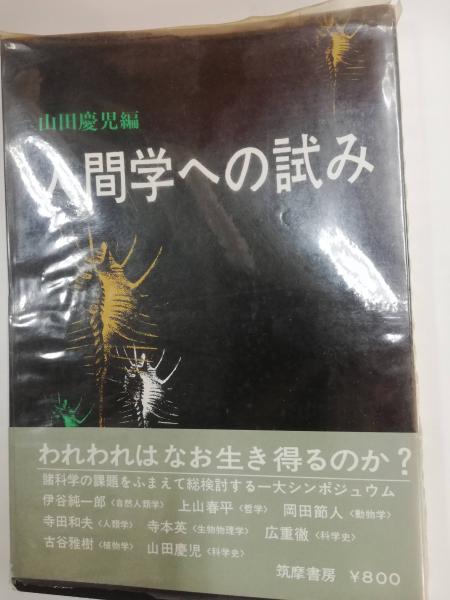 山田慶児編
人間学への試み
われわれはなお生き得るのか?
諸科学の課題をふまえて総検討する一大シンポジュウム
伊谷純一郎〈自然人類学〉 上山春平〈哲学〉 岡田節人〈動物学〉
寺田和夫〈人類学〉 寺本英〈生物物理学〉 広重徹〈科学史〉
古谷雅樹〈植物学〉 山田慶児〈科学史〉
筑摩書房 ¥800